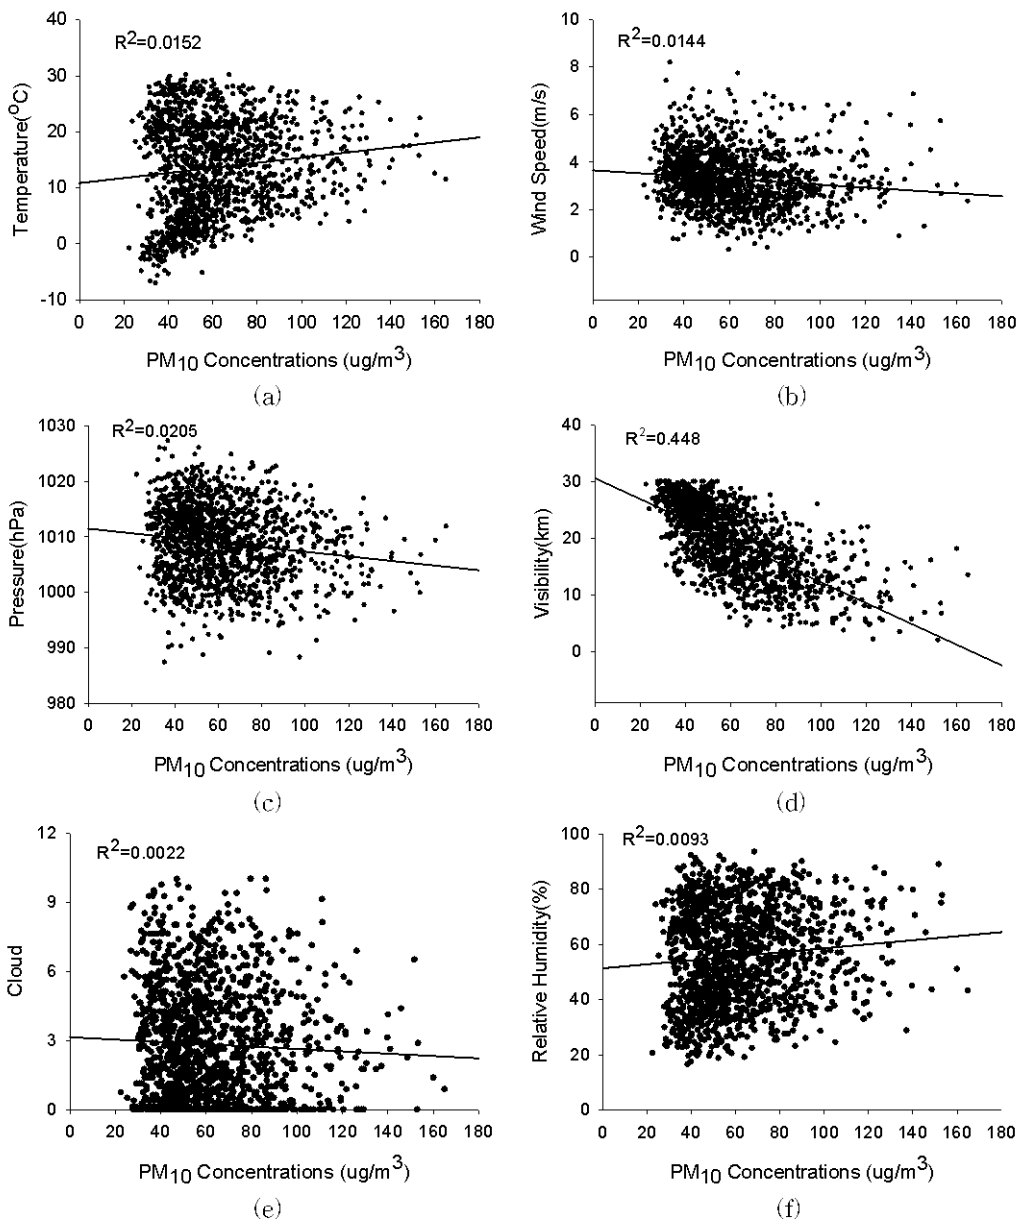 R2=0.0152
40
30
20
10
0
-10
Temperature(oC)
0 20 40 60 80 100 120 140 160 180
PM10 Concentrations (ug/m3)
(a)
R2=0.0144
10
8
6
4
2
0
Wind Speed(m/s)
0 20 40 60 80 100 120 140 160 180
PM10 Concentrations (ug/m3)
(b)
R2=0.0205
1030
1020
1010
1000
990
980
Pressure(hPa)
0 20 40 60 80 100 120 140 160 180
PM10 Concentrations (ug/m3)
(c)
R2=0.448
40
30
20
10
0
Visibility(km)
0 20 40 60 80 100 120 140 160 180
PM10 Concentrations (ug/m3)
(d)
R2=0.0022
12
9
6
3
0
Cloud
0 20 40 60 80 100 120 140 160 180
PM10 Concentrations (ug/m3)
(e)
R2=0.0093
100
80
60
40
20
0
Relative Humidity(%)
0 20 40 60 80 100 120 140 160 180
PM10 Concentrations (ug/m3)
(f)